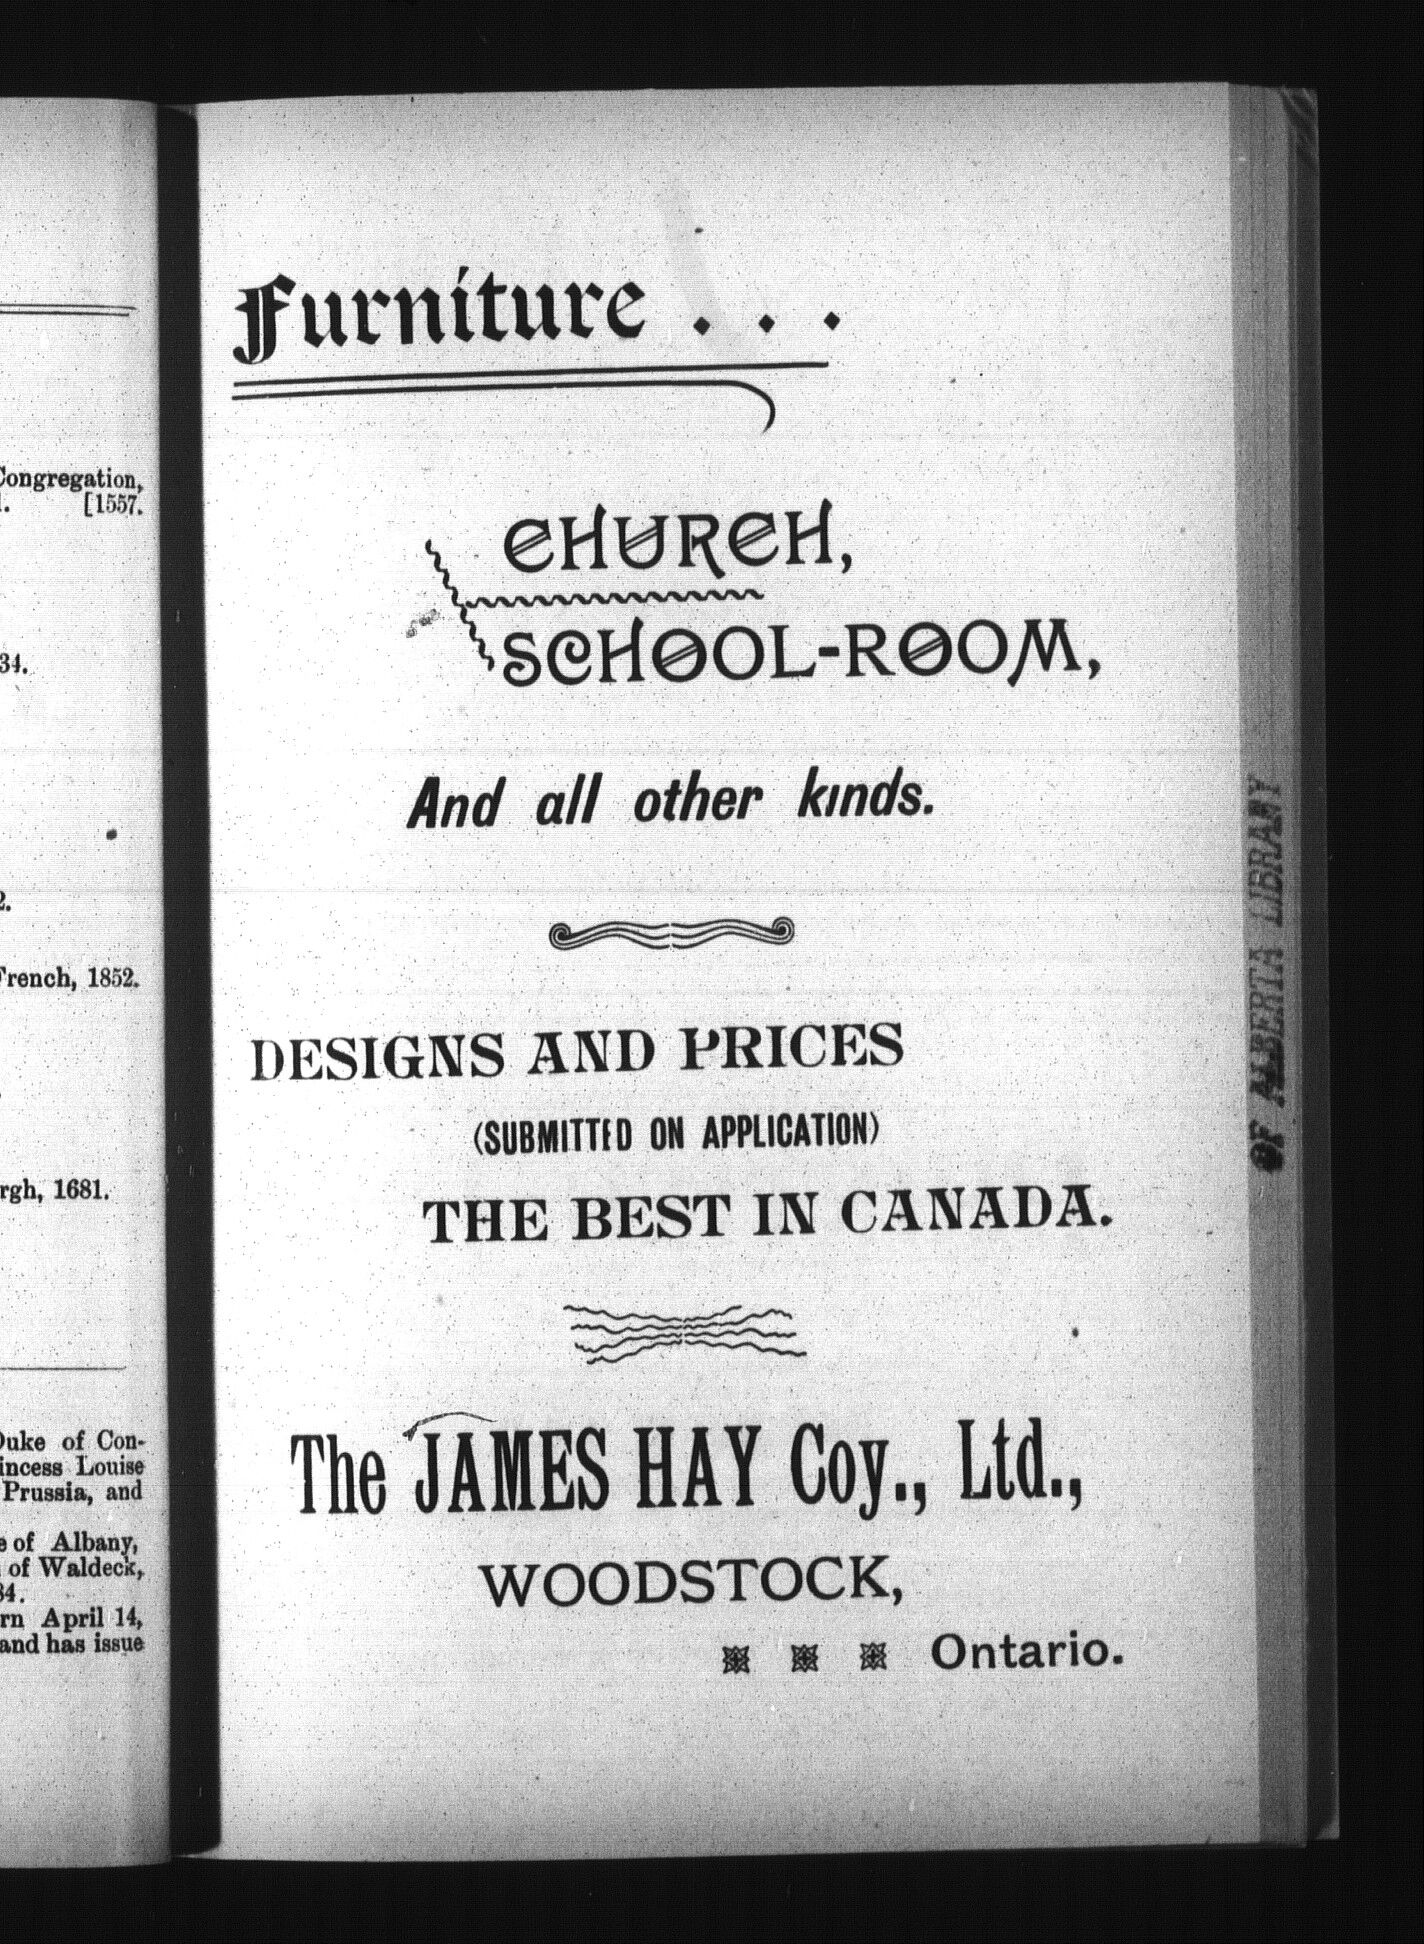 Congregation,
[1557.
34.
2.
French, 1852.
rgh, 1681.
Duke of Con-
incess Louise
Prussia, and
e of Albany,
of Waldeck,
34.
rn April 14,
and has issue
Furniture . . .
CHURCH,
SCHOOL-ROOM,
And all other kinds.
DESIGNS AND PRICES
(SUBMITTED ON APPLICATION)
THE BEST IN CANADA.
The JAMES HAY Coy., Ltd.,
WOODSTOCK,
Ontario.
OF ALBERTA LIBRARY